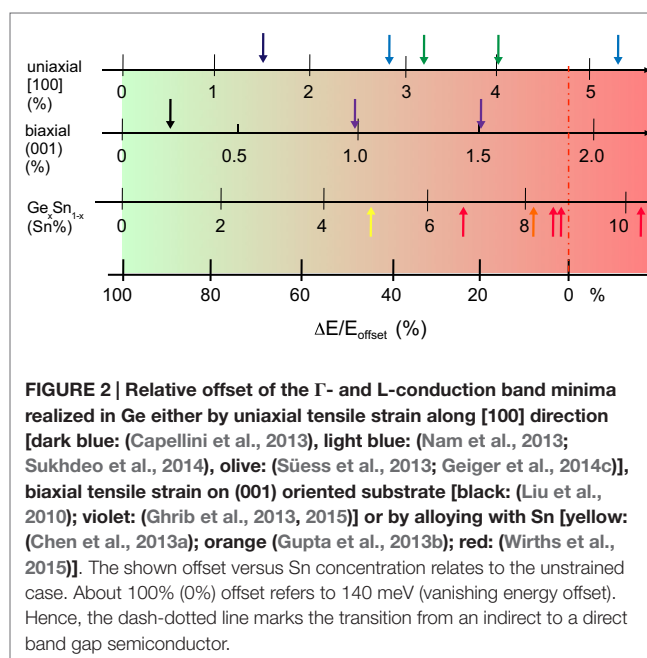 uniaxial
[100]
(%)
0 1 2 3 4 5
biaxial
(001)
(%)
0 0.5 1.0 1.5 2.0
GexSn1-x
(Sn%)
0 2 4 6 8 10
100 80 60 40 20 0 %
ΔE/Eoffset (%)
FIGURE 2 | Relative offset of the Γ- and L-conduction band minima
realized in Ge either by uniaxial tensile strain along [100] direction
[dark blue: (Capellini et al., 2013), light blue: (Nam et al., 2013;
Sukhdeo et al., 2014), olive: (Süess et al., 2013; Geiger et al., 2014c)],
biaxial tensile strain on (001) oriented substrate [black: (Liu et al.,
2010); violet: (Ghrib et al., 2013, 2015)] or by alloying with Sn [yellow:
(Chen et al., 2013a); orange (Gupta et al., 2013b); red: (Wirths et al.,
2015)]. The shown offset versus Sn concentration relates to the unstrained
case. About 100% (0%) offset refers to 140 meV (vanishing energy offset).
Hence, the dash-dotted line marks the transition from an indirect to a direct
band gap semiconductor.